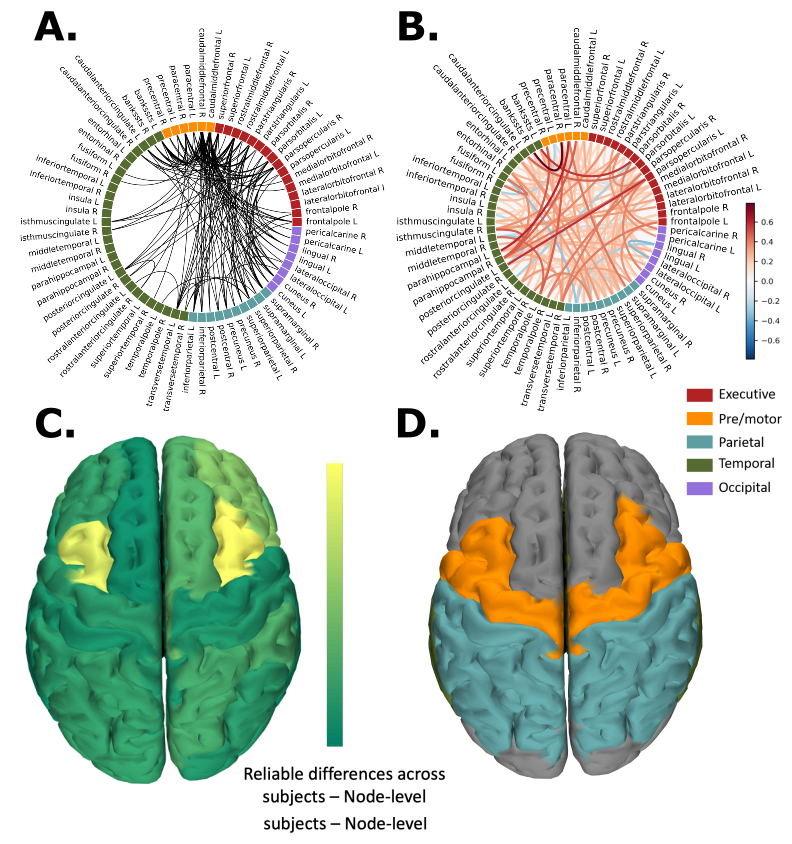 A.
caudalmiddlefrontal R
caudalmiddlefrontal L
superiorfrontal R
superiorfrontal L
rostralmiddlefrontal R
rostralmiddlefrontal L
parstriangularis R
parstriangularis L
parsorbitalis R
parsorbitalis L
parsopercularis R
parsopercularis L
medialorbitofrontal R
medialorbitofrontal L
lateralorbitofrontal R
lateralorbitofrontal
frontalpole R
frontalpole L
pericalcarine R
pericalcarine L
lingual R
lingual L
lateraloccipital R
lateraloccipital L
cuneus R
cuneus L
supramarginal R
supramarginal L
superiorparietal R
superiorparietal L
precuneus R
precuneus L
postcentral R
postcentral L
inferiorparietal R
inferiorparietal L
transversetemporal R
transversetemporal L
temporalpole R
temporalpole L
superiortemporal R
superiortemporal L
rostralanteriorcingulate R
rostralanteriorcingulate L
posteriorcingulate R
posteriorcingulate L
parahippocampal R
parahippocampal L
middletemporal R
middletemporal L
isthmuscingulate R
isthmuscingulate L
insula R
insula L
inferiortemporal R
inferiortemporal L
fusiform R
fusiform L
entorhinal R
entorhinal L
caudalanteriorcingulate R
caudalanteriorcingulate L
bankssts R
bankssts L
precentral R
precentral L
paracentral R
paracentral L
B.
caudalmiddlefrontal R
caudalmiddlefrontal L
superiorfrontal R
superiorfrontal L
rostralmiddlefrontal R
rostralmiddlefrontal L
parstriangularis R
parstriangularis L
parsorbitalis R
parsorbitalis L
parsopercularis R
parsopercularis L
medialorbitofrontal R
medialorbitofrontal L
lateralorbitofrontal R
lateralorbitofrontal L
frontalpole R
frontalpole L
pericalcarine R
pericalcarine L
lingual R
lingual L
lateraloccipital R
lateraloccipital L
cuneus R
cuneus L
supramarginal R
supramarginal L
superiorparietal R
superiorparietal L
precuneus R
precuneus L
postcentral R
postcentral L
inferiorparietal R
inferiorparietal L
transversetemporal R
transversetemporal L
temporalpole R
temporalpole L
superiortemporal R
superiortemporal L
rostralanteriorcingulate R
rostralanteriorcingulate L
posteriorcingulate R
posteriorcingulate L
parahippocampal R
parahippocampal L
middletemporal R
middletemporal L
isthmuscingulate R
isthmuscingulate L
insula R
insula L
inferiortemporal R
inferiortemporal L
fusiform R
fusiform L
entorhinal R
entorhinal L
caudalanteriorcingulate R
caudalanteriorcingulate L
bankssts R
bankssts L
precentral R
precentral L
paracentral R
paracentral L
0.6
0.4
0.2
0.0
−0.2
−0.4
−0.6
Executive
Pre/motor
Parietal
Temporal
Occipital
C.
D.
Reliable differences across
subjects – Node-level
subjects – Node-level